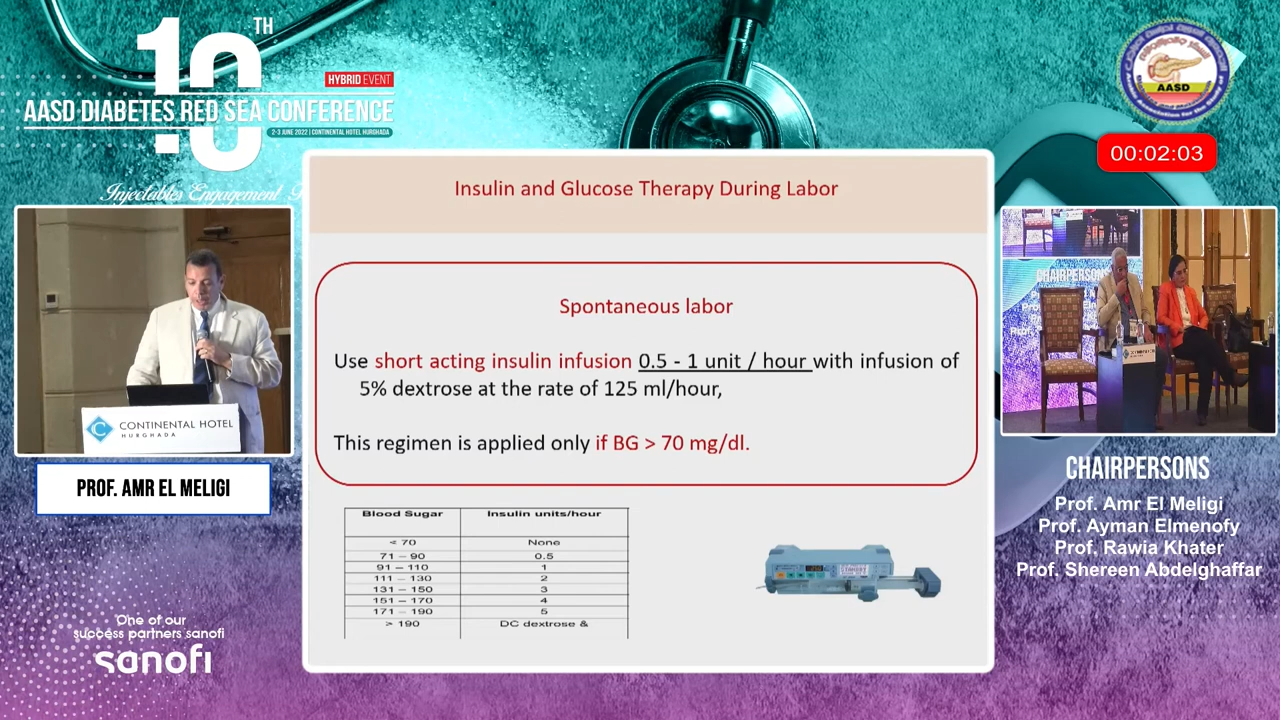 10TH
HYBRID EVENT
AASD DIABETES RED SEA CONFERENCE
2-3 JUNE 2022 | CONTINENTAL HOTEL HURGHADA
Injectables Engagement
AASD
00:02:03
Insulin and Glucose Therapy During Labor
Spontaneous labor
Use short acting insulin infusion 0.5 - 1 unit / hour with infusion of
5% dextrose at the rate of 125 ml/hour,
This regimen is applied only if BG > 70 mg/dl.
Blood Sugar Insulin units/hour
< 70 None
71 – 90 0.5
91 – 110 1
111 – 130 2
131 – 150 3
151 – 170 4
171 – 190 5
> 190 DC dextrose &
CONTINENTAL HOTEL
HURGHADA
PROF. AMR EL MELIGI
CHAIRPERSONS
CHAIRPERSONS
Prof. Amr El Meligi
Prof. Ayman Elmenofy
Prof. Rawia Khater
Prof. Shereen Abdelghaffar
One of our
success partners sanofi
sanofi